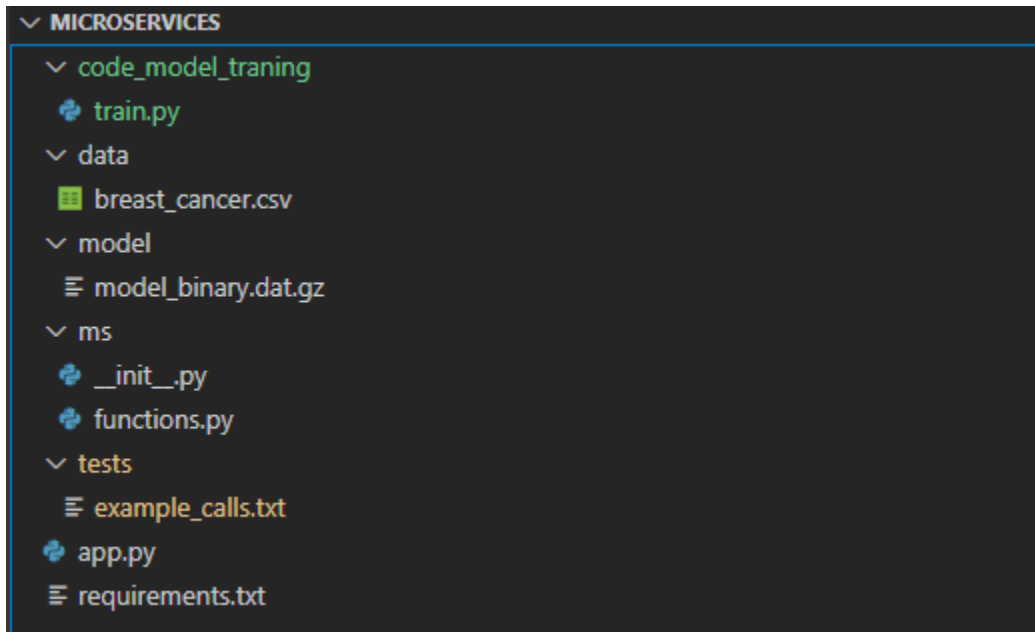 MICROSERVICES
code_model_traning
train.py
data
breast_cancer.csv
model
model_binary.dat.gz
ms
__init__.py
functions.py
tests
example_calls.txt
app.py
requirements.txt